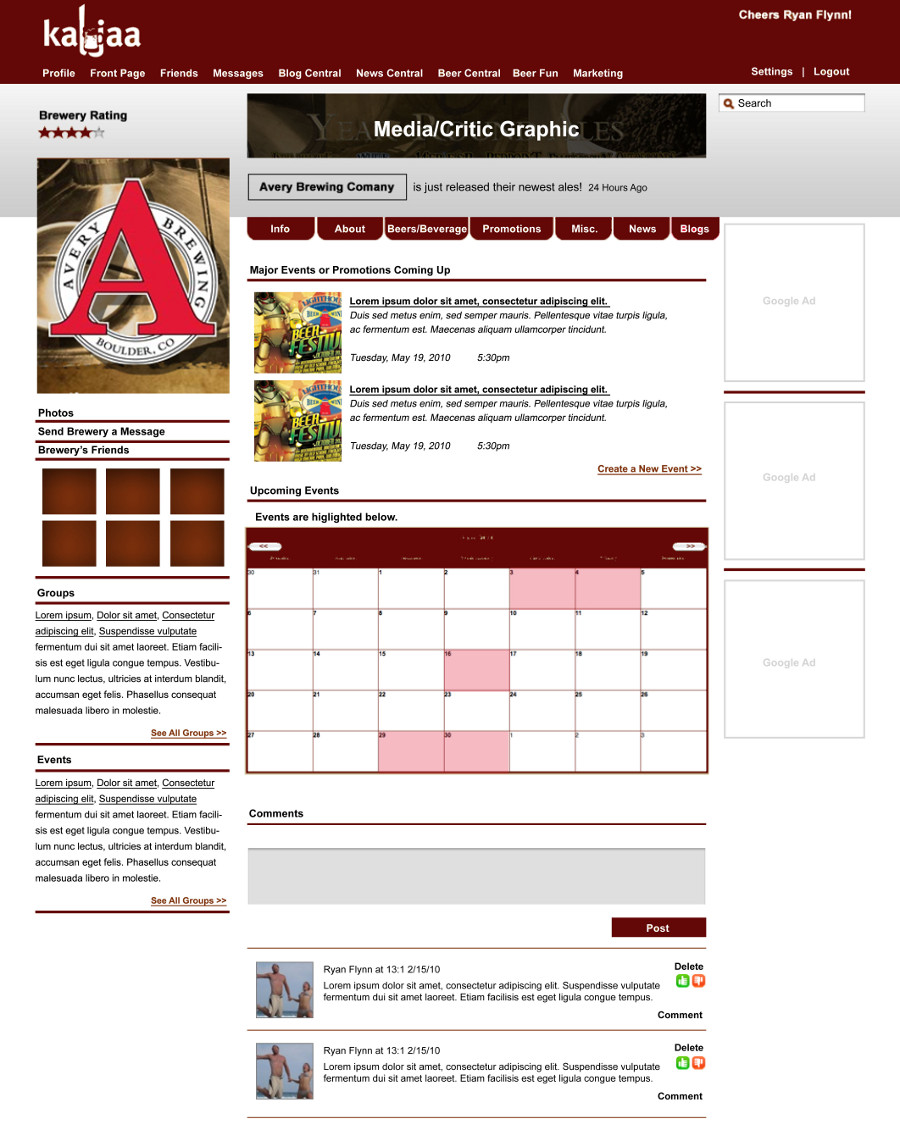 kaljaa
Cheers Ryan Flynn!
Profile Front Page Friends Messages Blog Central News Central Beer Central Beer Fun Marketing
Settings | Logout
Brewery Rating
Media/Critic Graphic
Search
Avery Brewing Comany is just released their newest ales! 24 Hours Ago
AVERY BREWING
A
BOULDER, CO
Photos
Send Brewery a Message
Brewery's Friends
Groups
Lorem ipsum, Dolor sit amet, Consectetur
adipiscing elit, Suspendisse vulputate
fermentum dui sit amet laoreet. Etiam facili-
sis est eget ligula congue tempus. Vestibu-
lum nunc lectus, ultricies at interdum blandit,
accumsan eget felis. Phasellus consequat
malesuada libero in molestie.
See All Groups >>
Events
Lorem ipsum, Dolor sit amet, Consectetur
adipiscing elit, Suspendisse vulputate
fermentum dui sit amet laoreet. Etiam facili-
sis est eget ligula congue tempus. Vestibu-
lum nunc lectus, ultricies at interdum blandit,
accumsan eget felis. Phasellus consequat
malesuada libero in molestie.
See All Groups >>
Info About Beers/Beverage Promotions Misc. News Blogs
Major Events or Promotions Coming Up
BEER
Lorem ipsum dolor sit amet, consectetur adipiscing elit.
Duis sed metus enim, sed semper mauris. Pellentesque vitae turpis ligula,
ac fermentum est. Maecenas aliquam ullamcorper tincidunt.
Tuesday, May 19, 2010 5:30pm
BEER
Lorem ipsum dolor sit amet, consectetur adipiscing elit.
Duis sed metus enim, sed semper mauris. Pellentesque vitae turpis ligula,
ac fermentum est. Maecenas aliquam ullamcorper tincidunt.
Tuesday, May 19, 2010 5:30pm
Create a New Event >>
Upcoming Events
Events are higlighted below.
<< >>
30 31 1 2 3 4 5
6 7 8 9 10 11 12
13 14 15 16 17 18 19
20 21 22 23 24 25 26
27 28 29 30 1 2 3
Comments
Post
Ryan Flynn at 13:1 2/15/10
Delete
Lorem ipsum dolor sit amet, consectetur adipiscing elit. Suspendisse vulputate
fermentum dui sit amet laoreet. Etiam facilisis est eget ligula congue tempus.
Comment
Ryan Flynn at 13:1 2/15/10
Delete
Lorem ipsum dolor sit amet, consectetur adipiscing elit. Suspendisse vulputate
fermentum dui sit amet laoreet. Etiam facilisis est eget ligula congue tempus.
Comment
Google Ad
Google Ad
Google Ad